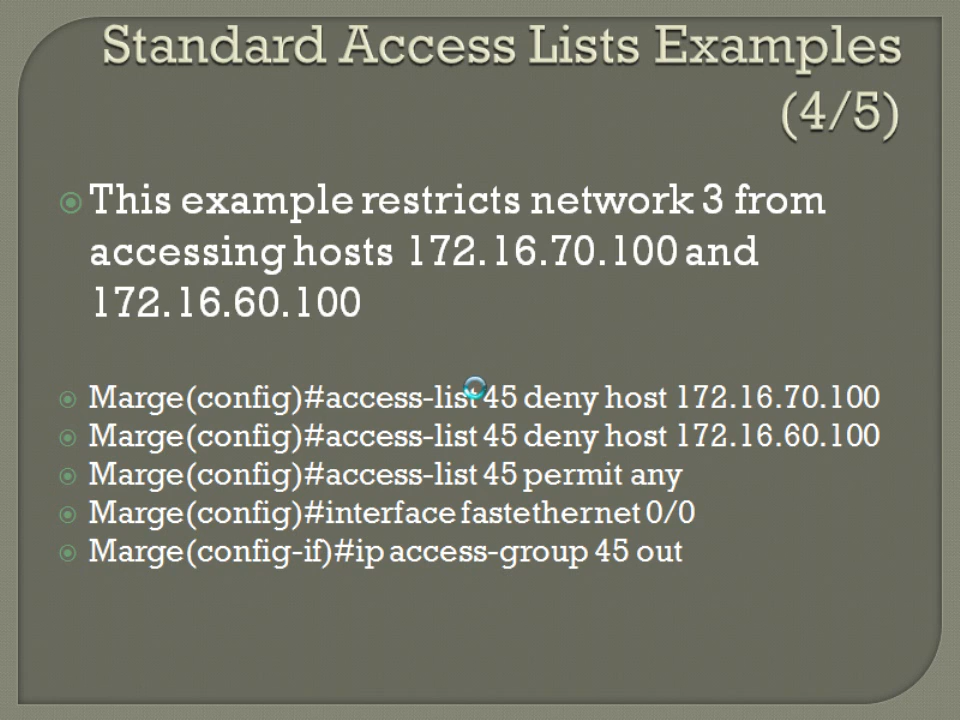 Standard Access Lists Examples
(4/5)
This example restricts network 3 from
accessing hosts 172.16.70.100 and
172.16.60.100
Marge(config)#access-list 45 deny host 172.16.70.100
Marge(config)#access-list 45 deny host 172.16.60.100
Marge(config)#access-list 45 permit any
Marge(config)#interface fastethernet 0/0
Marge(config-if)#ip access-group 45 out